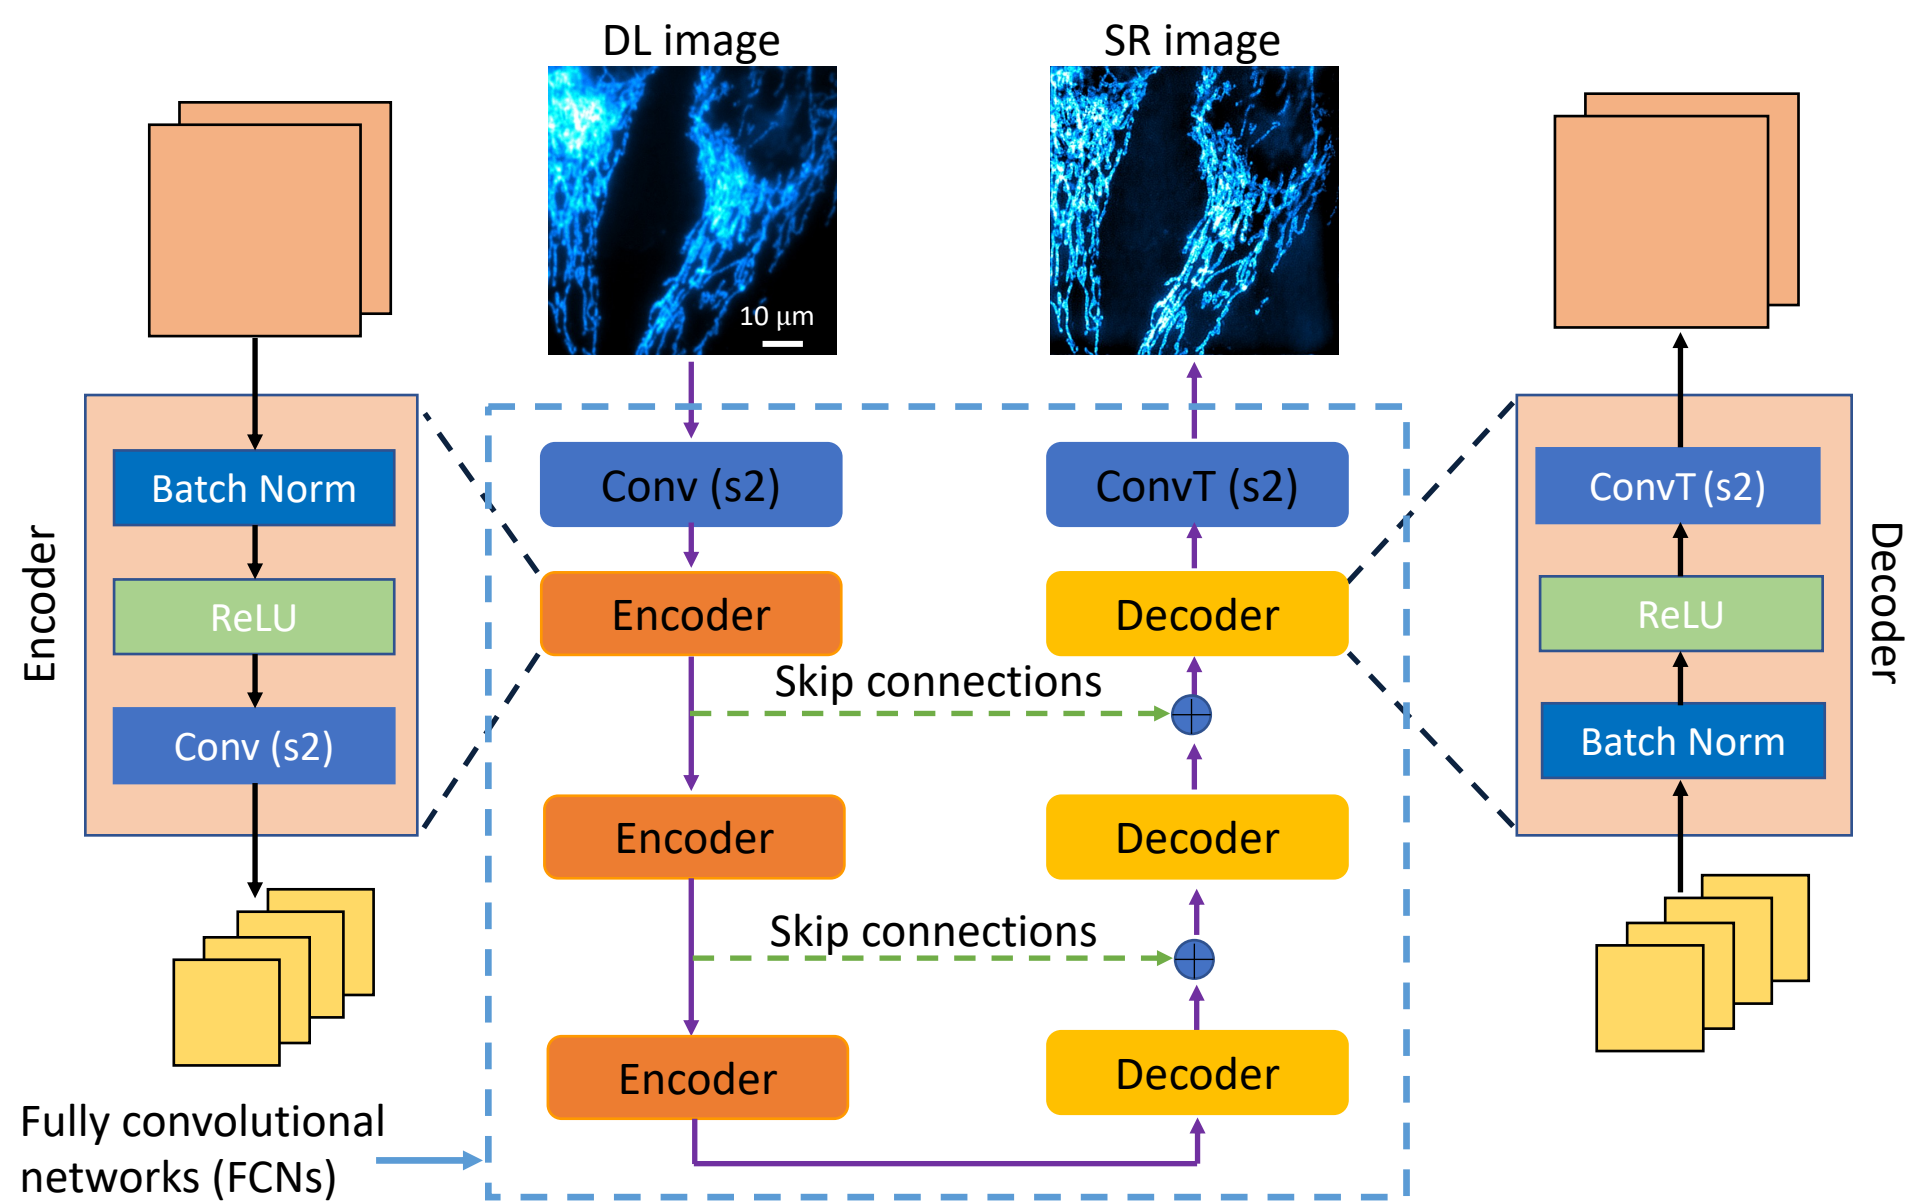 DL image
SR image
10 µm
Encoder
Batch Norm
ReLU
Conv (s2)
Conv (s2)
Encoder
Skip connections
Encoder
Skip connections
Encoder
ConvT (s2)
Decoder
Decoder
Decoder
ConvT (s2)
ReLU
Batch Norm
Decoder
Fully convolutional
networks (FCNs)